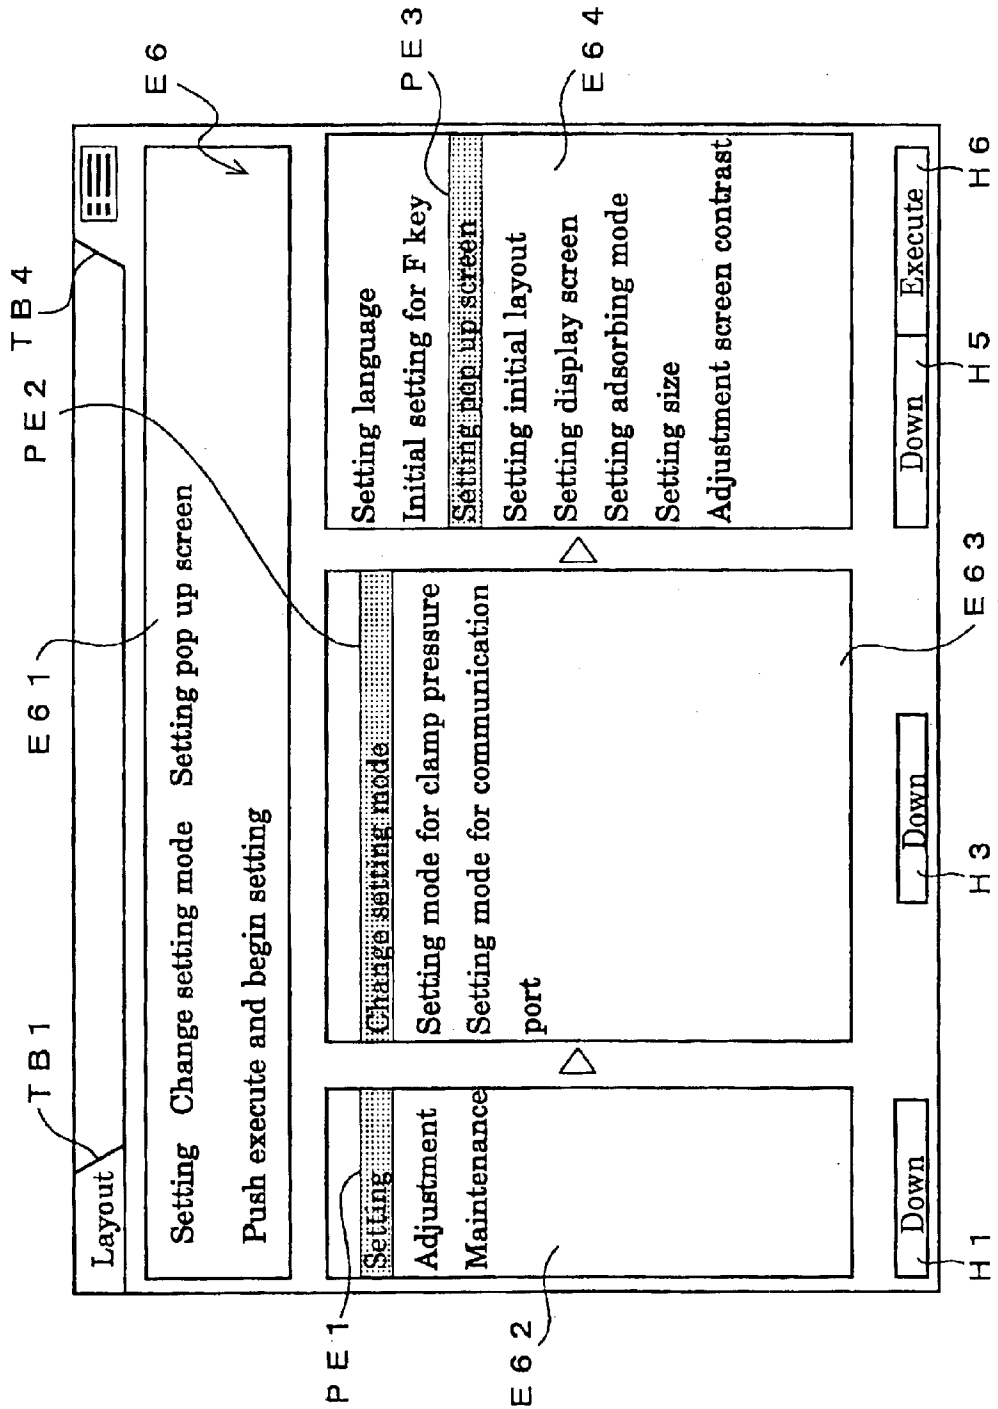 E61
PE2
TB4
TB1
E6
PE3
Layout
Setting Change setting mode Setting pop up screen
Push execute and begin setting
PE1
Setting
Adjustment
Maintenance
E62
Change setting mode
Setting mode for clamp pressure
Setting mode for communication
port
Setting language
Initial setting for F key
Setting pop up screen
Setting initial layout
Setting display screen
Setting adsorbing mode
Setting size
Adjustment screen contrast
E64
Down
Down
Down
Execute
H1
H3
E63
H5
H6